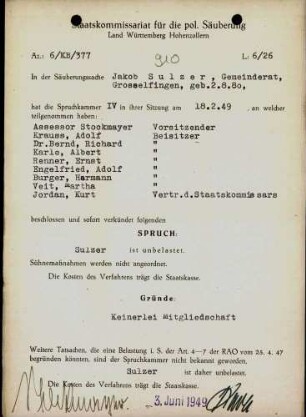 Staatskommissariat für die pol. Säuberung
Land Württemberg Hohenzollern
Az.: 6/KB/377 910 L: 6/26
In der Säuberungssache Jakob Sulzer, Gemeinderat,
Grosselfingen, geb.2.8.80,
hat die Spruchkammer IV in ihrer Sitzung am 18.2.49 , an welcher
teilgenommen haben:
Assessor Stockmayer Vorsitzender
Krauss, Adolf Beisitzer
Dr.Bernd, Richard "
Karle, Albert "
Renner, Ernst "
Engelfried, Adolf "
Burger, Hermann "
Veit, Martha "
Jordan, Kurt Vertr.d.Staatskommissars
beschlossen und sofort verkündet folgenden
SPRUCH:
Sulzer ist unbelastet.
Sühnemaßnahmen werden nicht angeordnet.
Die Kosten des Verfahrens trägt die Staatskasse.
Gründe:
Keinerlei Mitgliedschaft
Weitere Tatsachen, die eine Belastung i. S. der Art 4—7 der RAO vom 25. 4. 47
begründen könnten, sind der Spruchkammer nicht bekannt geworden.
Sulzer ist daher unbelastet.
Die Kosten des Verfahrens trägt die Staatskasse.
-3. Juni 1949